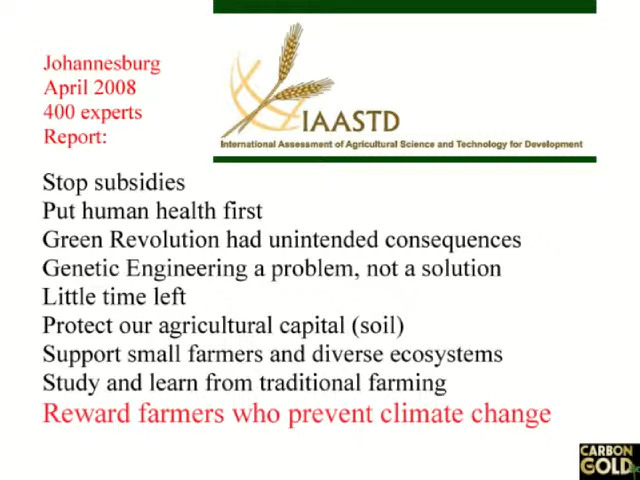 Johannesburg
April 2008
400 experts
Report:
IAASTD
International Assessment of Agricultural Science and Technology for Development
Stop subsidies
Put human health first
Green Revolution had unintended consequences
Genetic Engineering a problem, not a solution
Little time left
Protect our agricultural capital (soil)
Support small farmers and diverse ecosystems
Study and learn from traditional farming
Reward farmers who prevent climate change
CARBON
GOLD